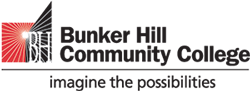 BH
Bunker Hill
Community College
imagine the possibilities